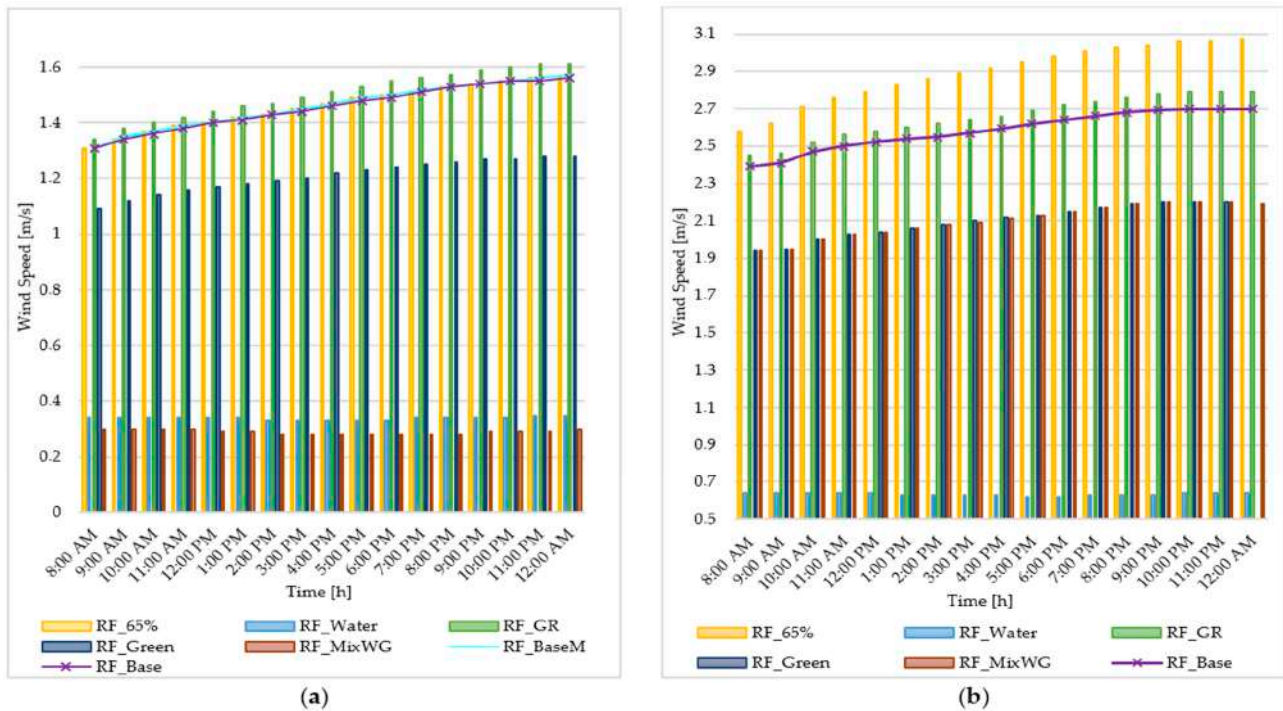 1.6
1.4
1.2
1
0.8
0.6
0.4
0.2
0
Wind Speed [m/s]
8:00 AM
9:00 AM
10:00 AM
11:00 AM
12:00 PM
1:00 PM
2:00 PM
3:00 PM
4:00 PM
5:00 PM
6:00 PM
7:00 PM
8:00 PM
9:00 PM
10:00 PM
11:00 PM
12:00 AM
Time [h]
RF_65% RF_Water RF_GR
RF_Green RF_MixWG RF_BaseM
RF_Base
(a)
3.1
2.9
2.7
2.5
2.3
2.1
1.9
1.7
1.5
1.3
1.1
0.9
0.7
0.5
Wind Speed [m/s]
8:00 AM
9:00 AM
10:00 AM
11:00 AM
12:00 PM
1:00 PM
2:00 PM
3:00 PM
4:00 PM
5:00 PM
6:00 PM
7:00 PM
8:00 PM
9:00 PM
10:00 PM
11:00 PM
12:00 AM
Time [h]
RF_65% RF_Water RF_GR
RF_Green RF_MixWG RF_Base
(b)